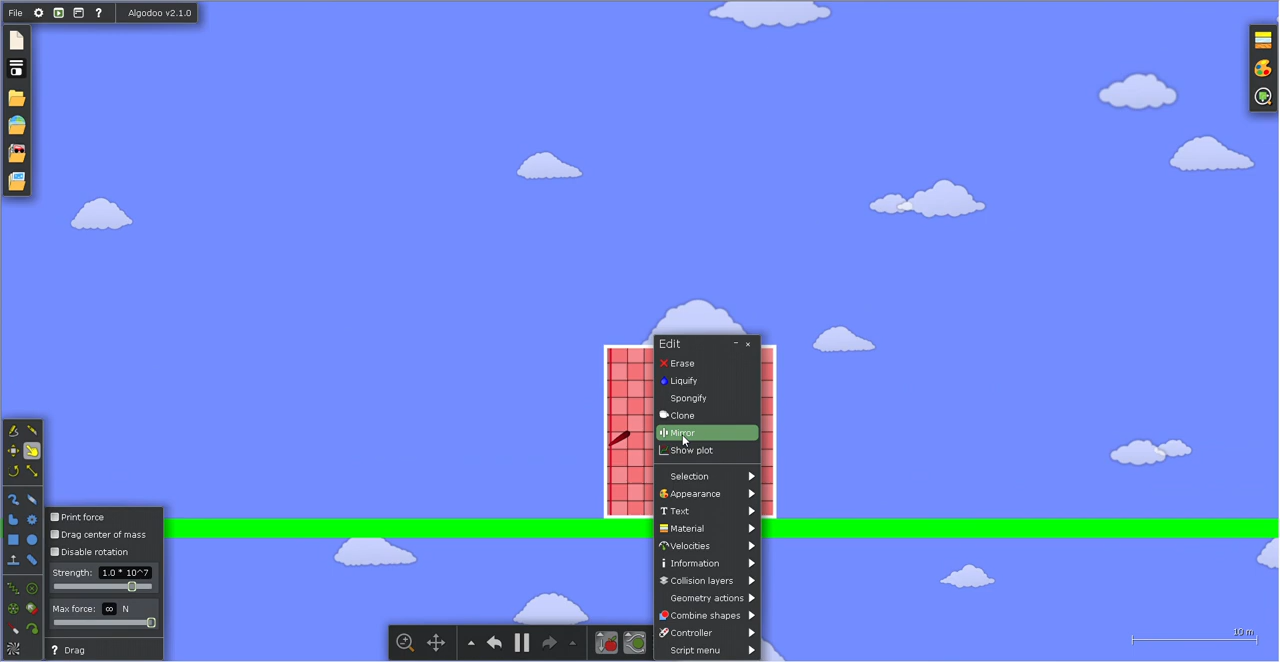 File
?
Algodoo v2.1.0
Edit
Erase
Liquify
Spongify
Clone
Mirror
Show plot
Selection
Appearance
Text
Material
Velocities
Information
Collision layers
Geometry actions
Combine shapes
Controller
Script menu
Print force
Drag center of mass
Disable rotation
Strength: 1.0 * 10^7
Max force: ∞ N
? Drag
10 m